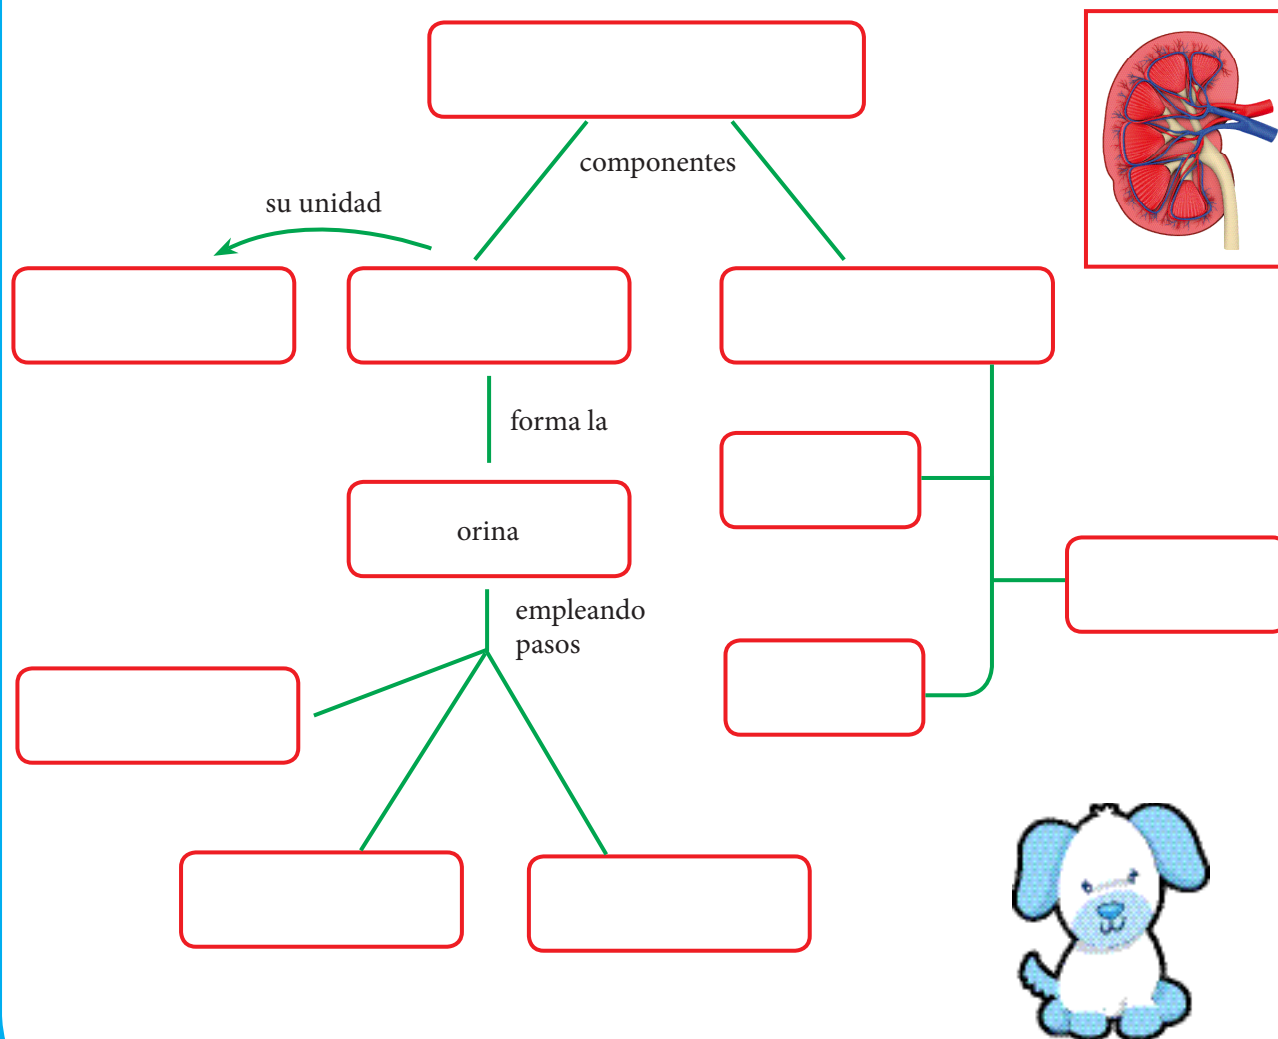 componentes
su unidad
forma la
orina
empleando
pasos